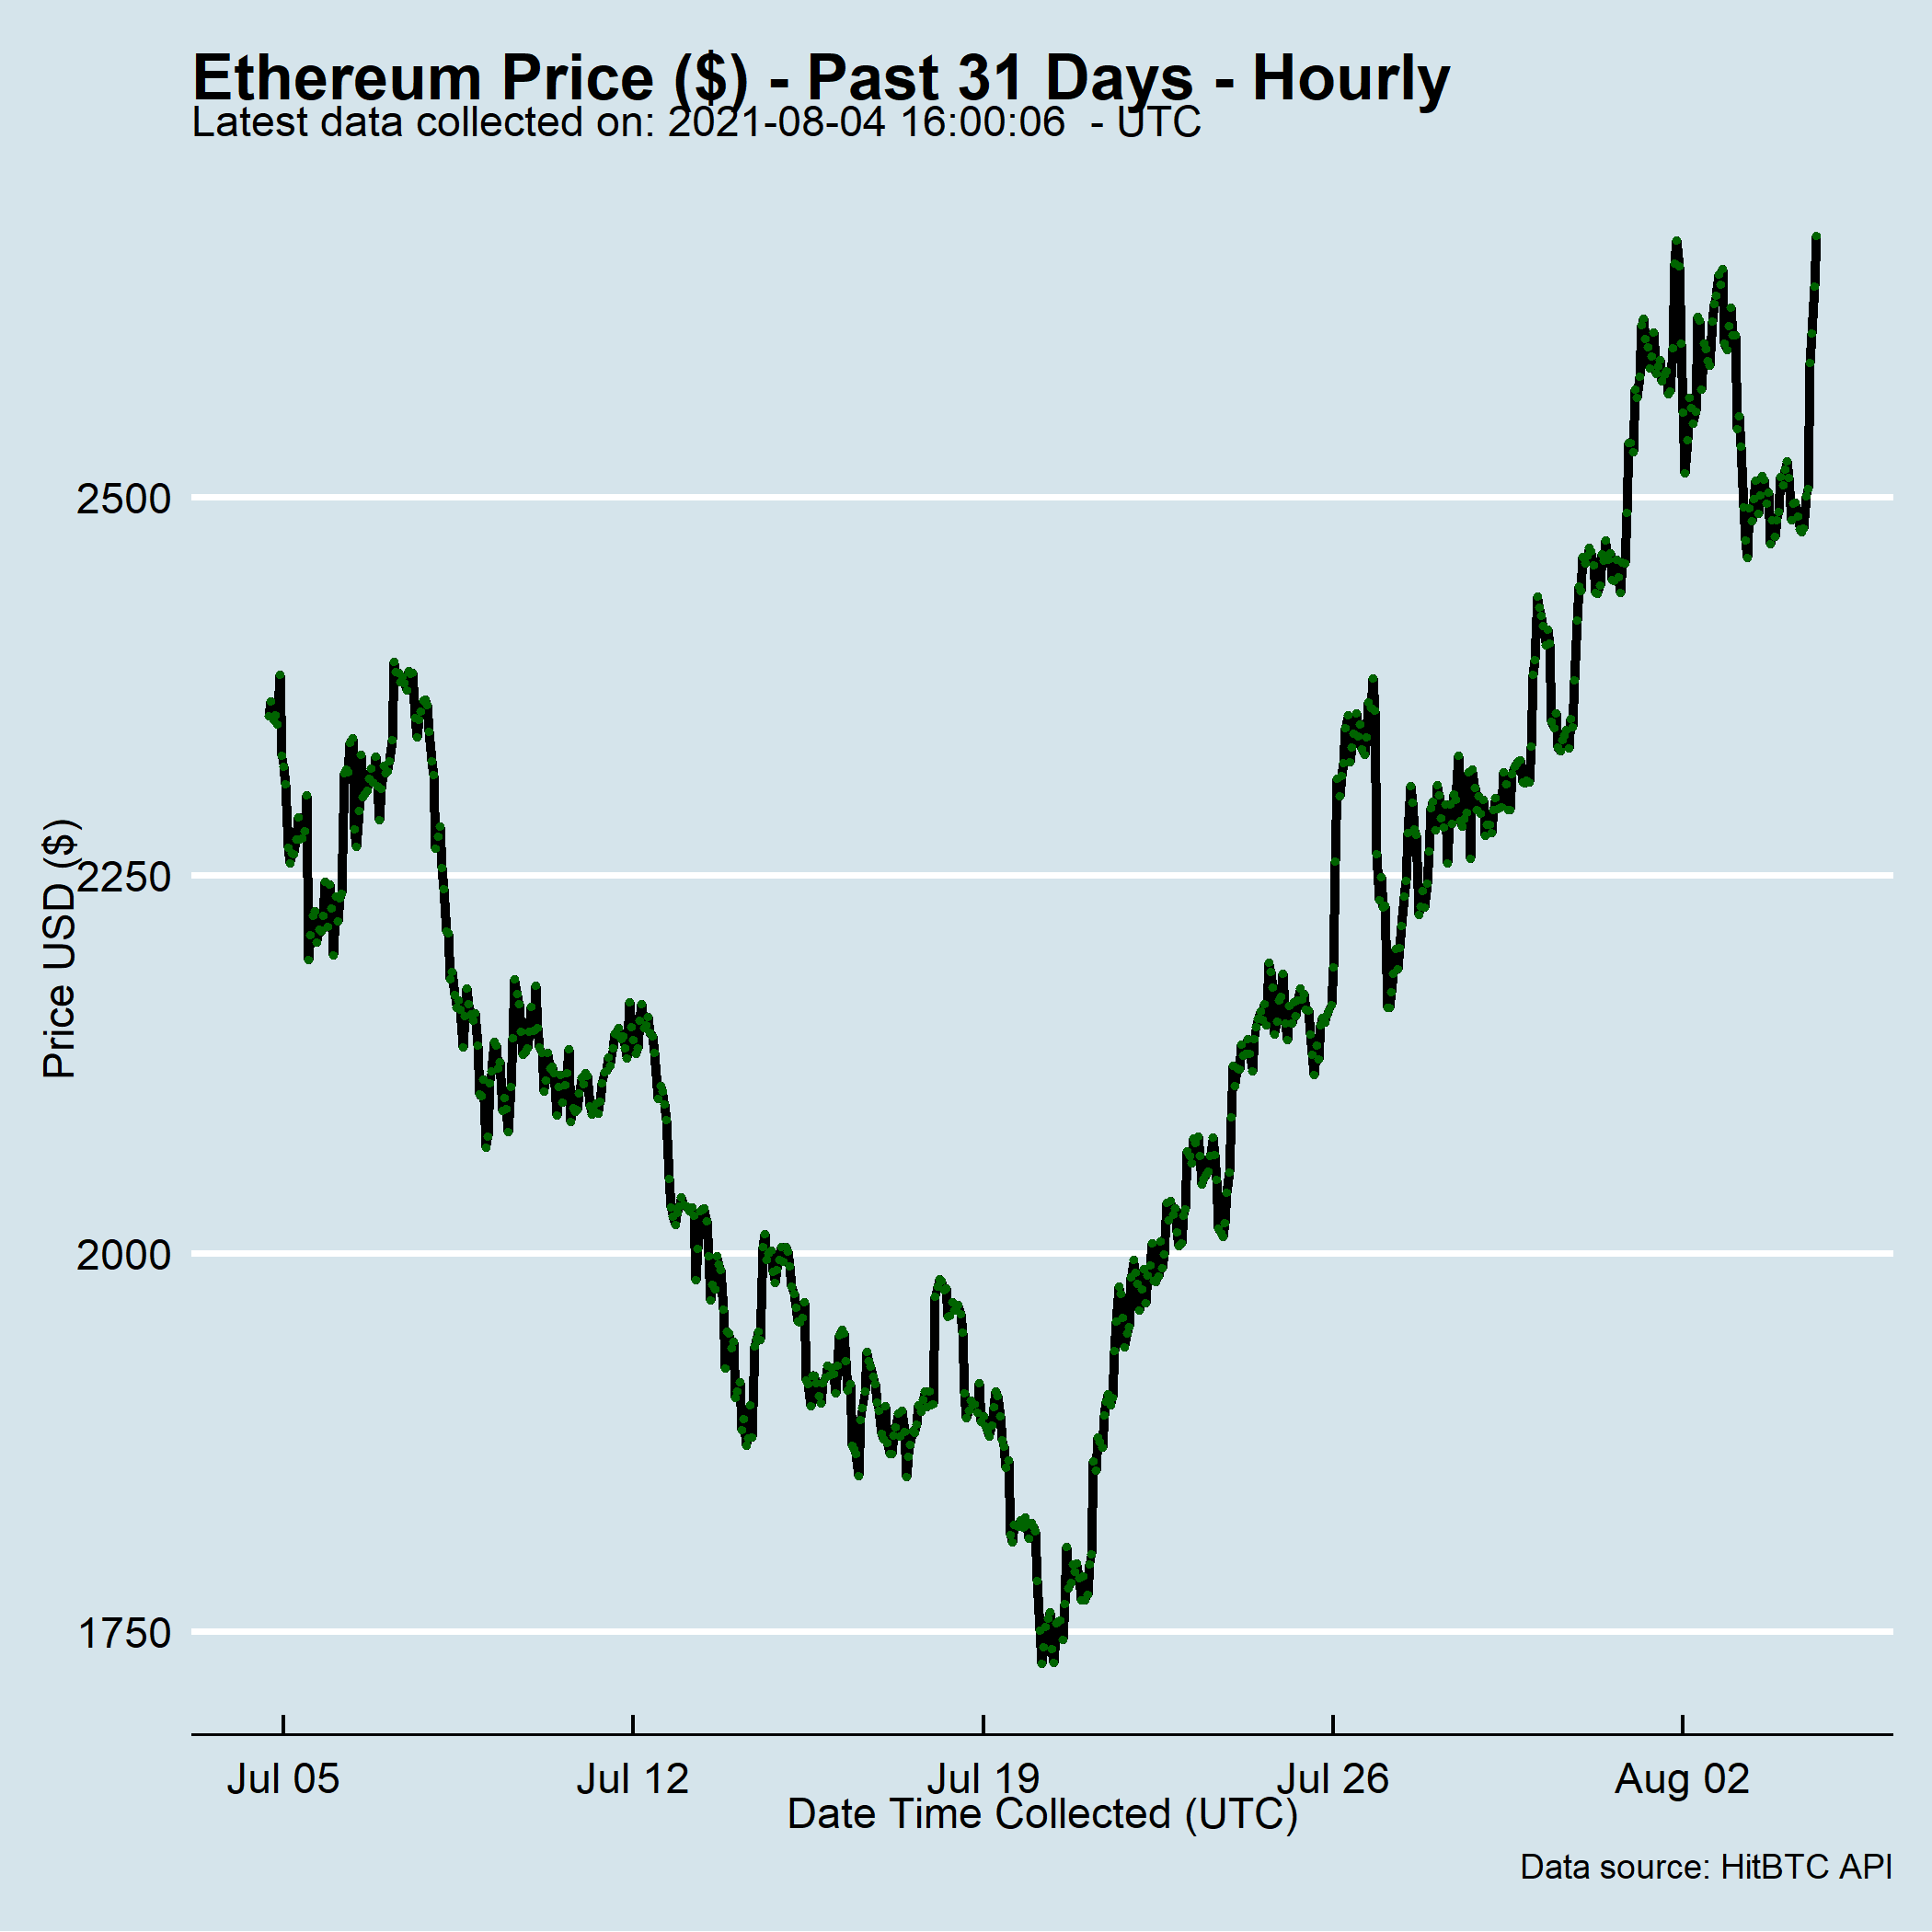 Ethereum Price ($) - Past 31 Days - Hourly
Latest data collected on: 2021-08-04 16:00:06  - UTC
Price USD ($)
2500
2250
2000
1750
Jul 05
Jul 12
Jul 19
Jul 26
Aug 02
Date Time Collected (UTC)
Data source: HitBTC API